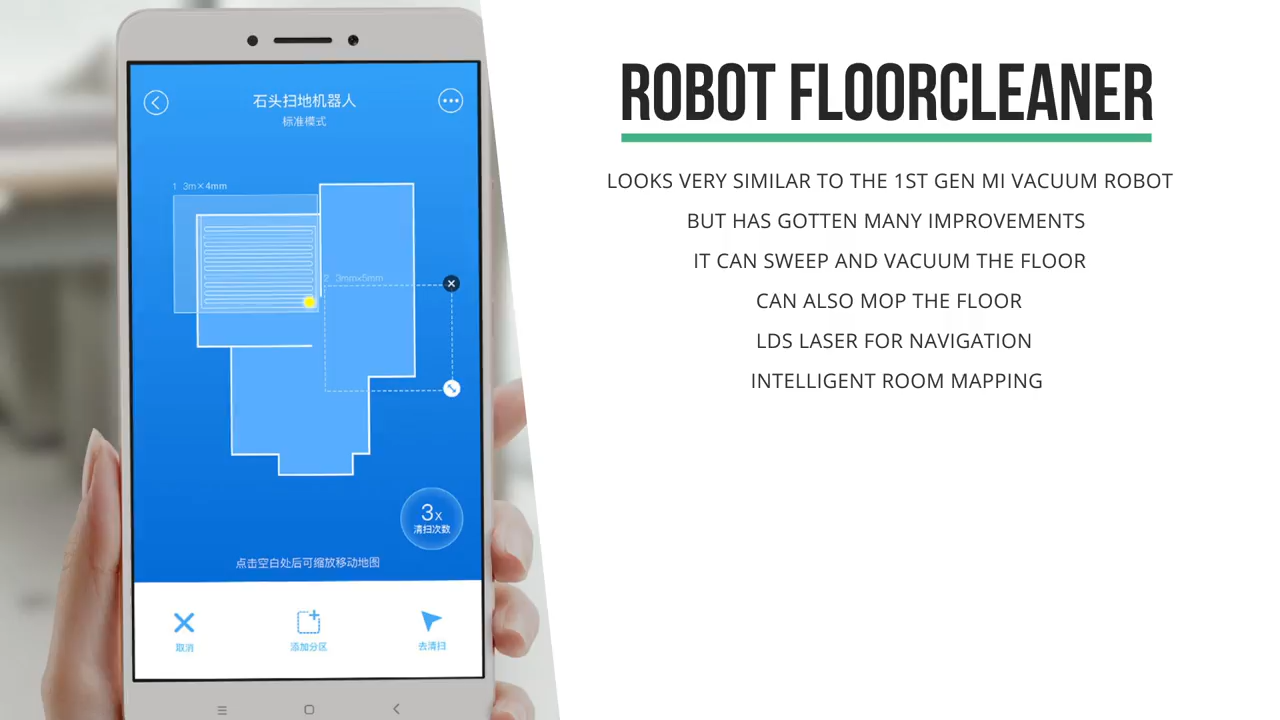 石头扫地机器人
标准模式
1 3m×4mm
2 3mm×5mm
3x
清扫次数
点击空白处后可缩放移动地图
取消
添加分区
去清扫
ROBOT FLOORCLEANER
LOOKS VERY SIMILAR TO THE 1ST GEN MI VACUUM ROBOT
BUT HAS GOTTEN MANY IMPROVEMENTS
IT CAN SWEEP AND VACUUM THE FLOOR
CAN ALSO MOP THE FLOOR
LDS LASER FOR NAVIGATION
INTELLIGENT ROOM MAPPING